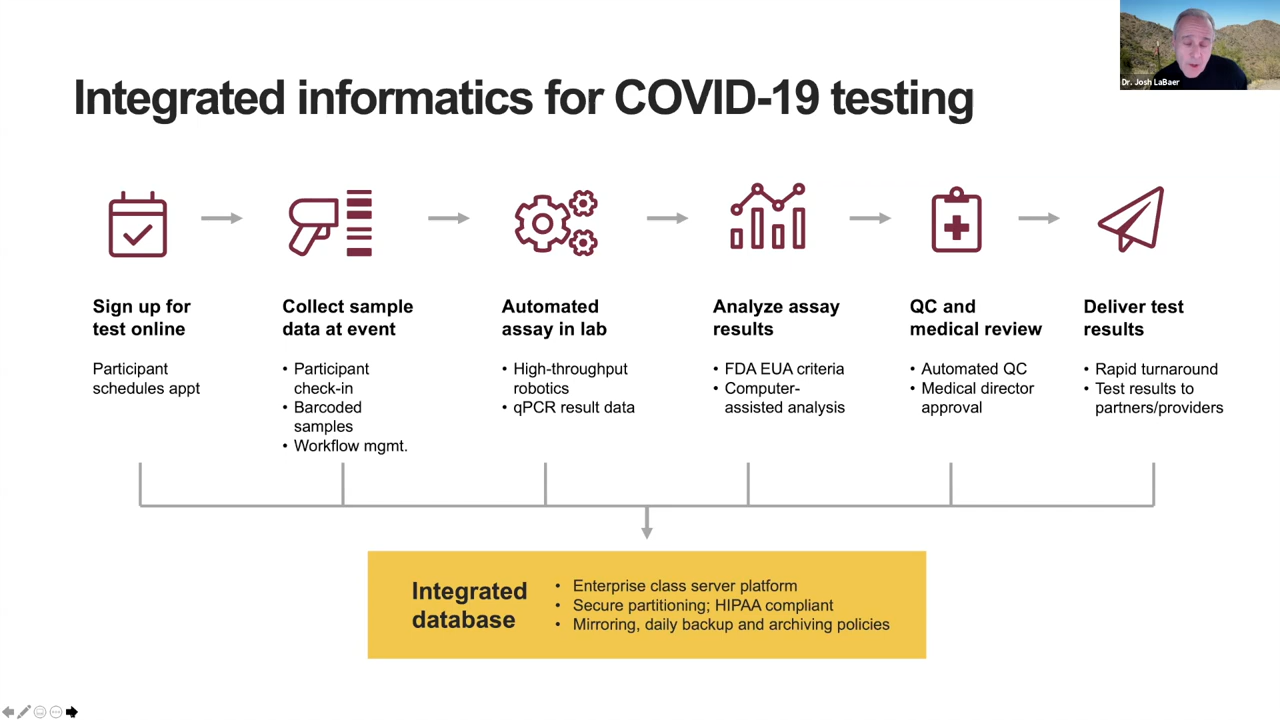 Dr. Josh LaBaer
Integrated informatics for COVID-19 testing
Sign up for
test online
Participant
schedules appt
Collect sample
data at event
• Participant
check-in
• Barcoded
samples
• Workflow mgmt.
Automated
assay in lab
• High-throughput
robotics
• qPCR result data
Analyze assay
results
• FDA EUA criteria
• Computer-
assisted analysis
QC and
medical review
• Automated QC
• Medical director
approval
Deliver test
results
• Rapid turnaround
• Test results to
partners/providers
Integrated
database
• Enterprise class server platform
• Secure partitioning; HIPAA compliant
• Mirroring, daily backup and archiving policies